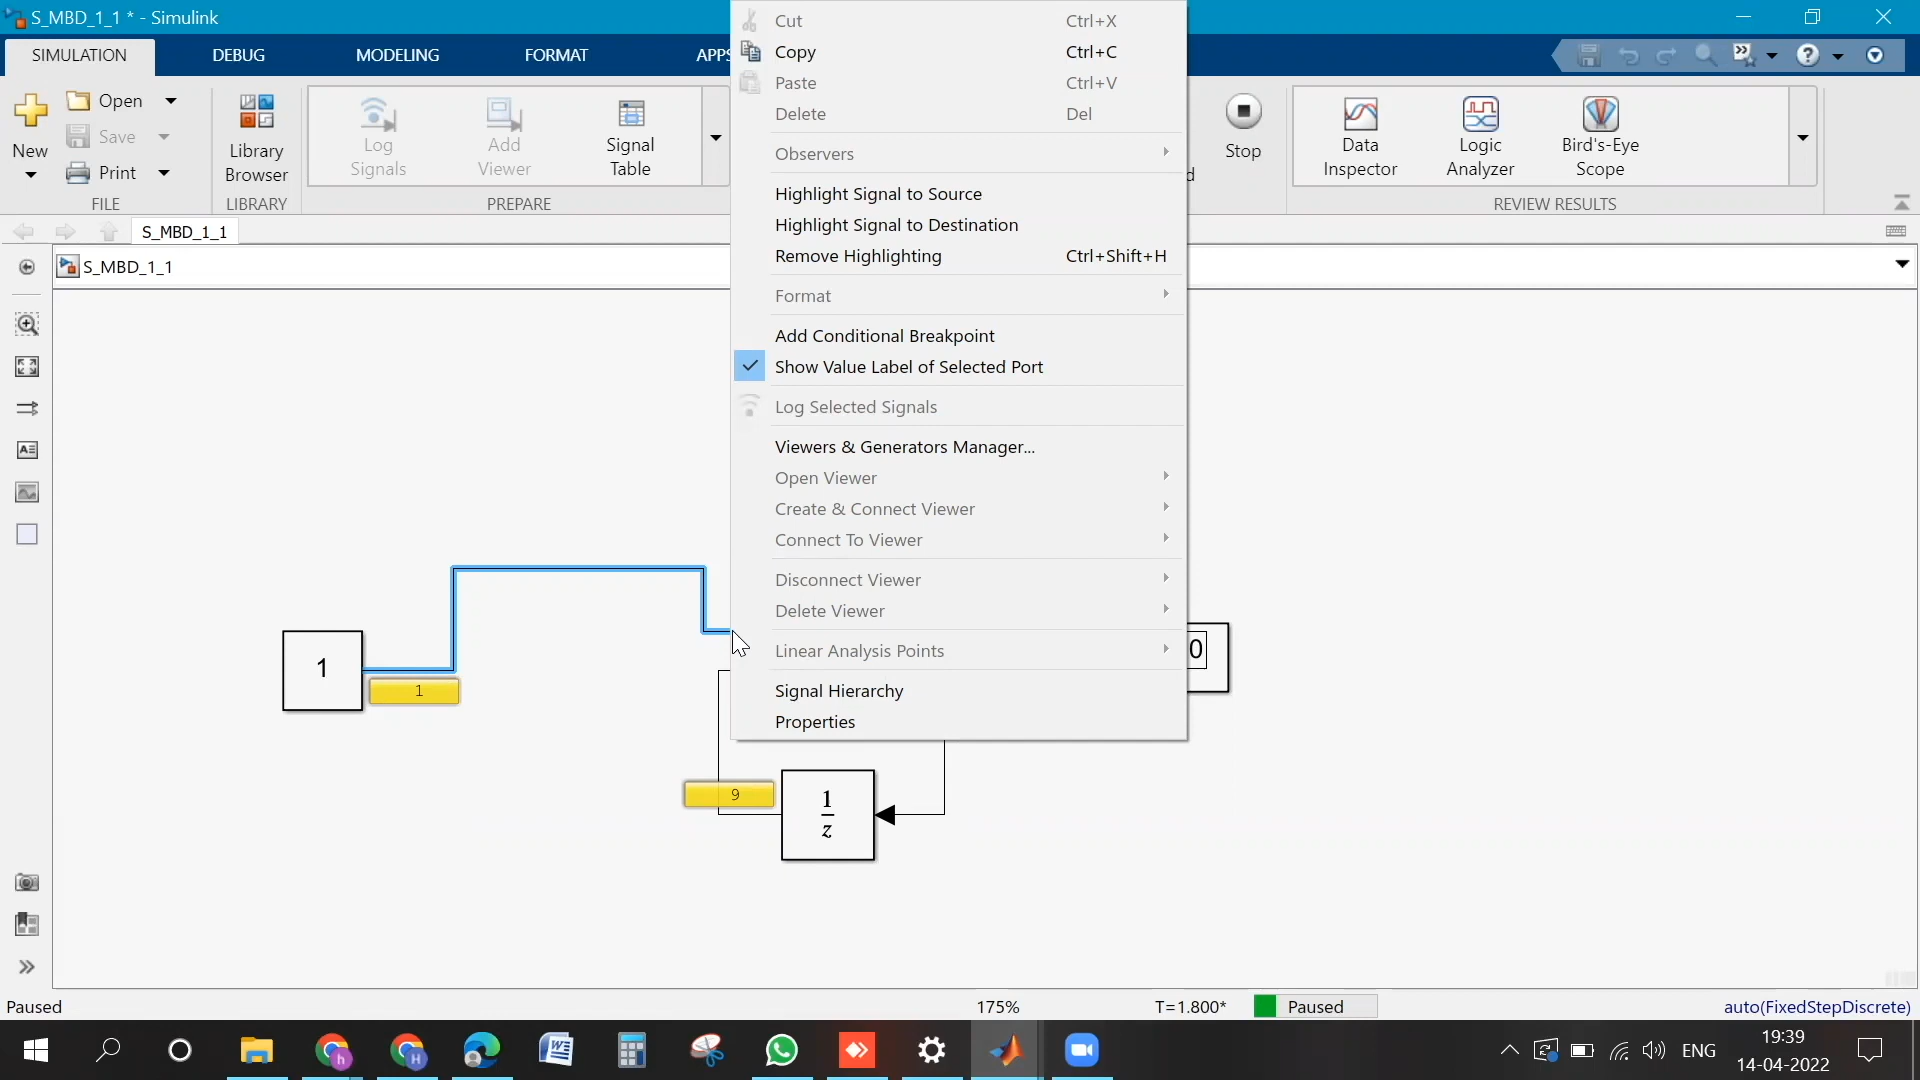 S_MBD_1_1 * - Simulink
SIMULATION
DEBUG
MODELING
FORMAT
APPS
New
Open
Save
Print
FILE
Library
Browser
LIBRARY
Log
Signals
Add
Viewer
Signal
Table
PREPARE
Stop
Data
Inspector
Logic
Analyzer
Bird's-Eye
Scope
REVIEW RESULTS
S_MBD_1_1
S_MBD_1_1
Cut Ctrl+X
Copy Ctrl+C
Paste Ctrl+V
Delete Del
Observers
Highlight Signal to Source
Highlight Signal to Destination
Remove Highlighting Ctrl+Shift+H
Format
Add Conditional Breakpoint
Show Value Label of Selected Port
Log Selected Signals
Viewers & Generators Manager...
Open Viewer
Create & Connect Viewer
Connect To Viewer
Disconnect Viewer
Delete Viewer
Linear Analysis Points
Signal Hierarchy
Properties
1
1
0
9
1
z
Paused
175%
T=1.800*
Paused
auto(FixedStepDiscrete)
ENG
19:39
14-04-2022